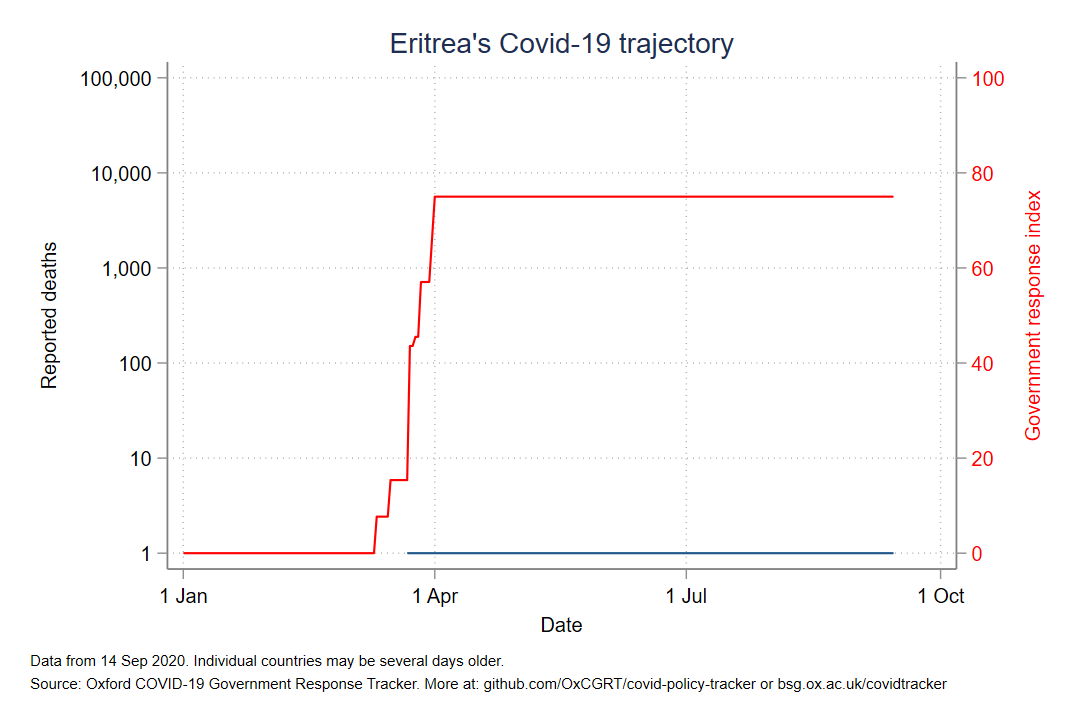 Eritrea's Covid-19 trajectory
100,000
10,000
1,000
100
10
1
Reported deaths
100
80
60
40
20
0
Government response index
1 Jan
1 Apr
1 Jul
1 Oct
Date
Data from 14 Sep 2020. Individual countries may be several days older.
Source: Oxford COVID-19 Government Response Tracker. More at: github.com/OxCGRT/covid-policy-tracker or bsg.ox.ac.uk/covidtracker